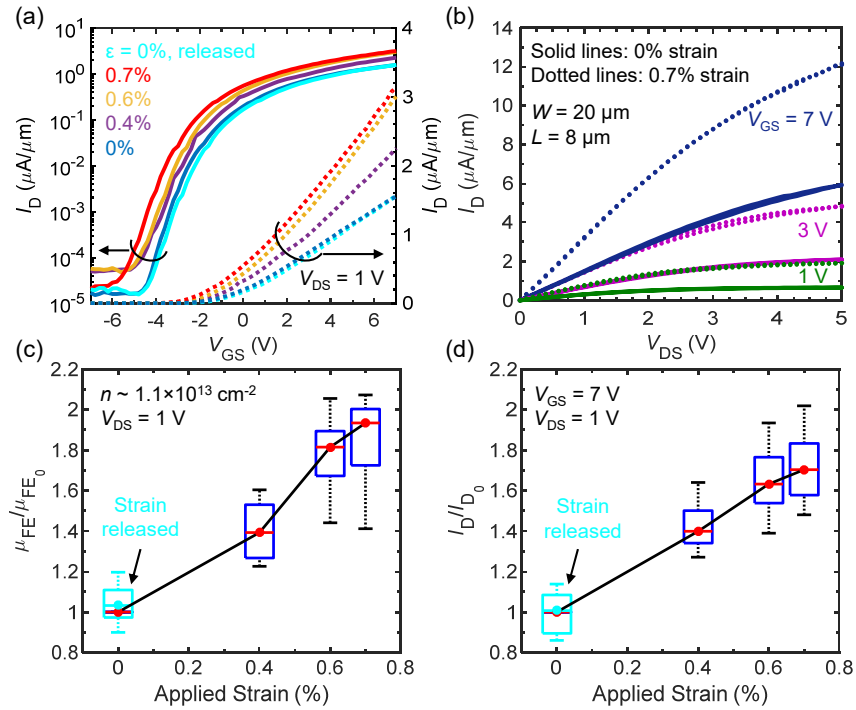 (a)
ε = 0%, released
0.7%
0.6%
0.4%
0%
V_DS = 1 V
10^1
10^0
10^-1
10^-2
10^-3
10^-4
10^-5
4
3
2
1
0
-6 -4 -2 0 2 4 6
I_D (μA/μm)
I_D (μA/μm)
V_GS (V)
(b)
Solid lines: 0% strain
Dotted lines: 0.7% strain
W = 20 μm
L = 8 μm
V_GS = 7 V
3 V
1 V
14
12
10
8
6
4
2
0
0 1 2 3 4 5
I_D (μA/μm)
V_DS (V)
(c)
n ~ 1.1×10^13 cm^-2
V_DS = 1 V
Strain
released
2.2
2
1.8
1.6
1.4
1.2
1
0.8
0 0.2 0.4 0.6 0.8
μ_FE/μ_FE_0
Applied Strain (%)
(d)
V_GS = 7 V
V_DS = 1 V
Strain
released
2.2
2
1.8
1.6
1.4
1.2
1
0.8
0 0.2 0.4 0.6 0.8
I_D/I_D_0
Applied Strain (%)